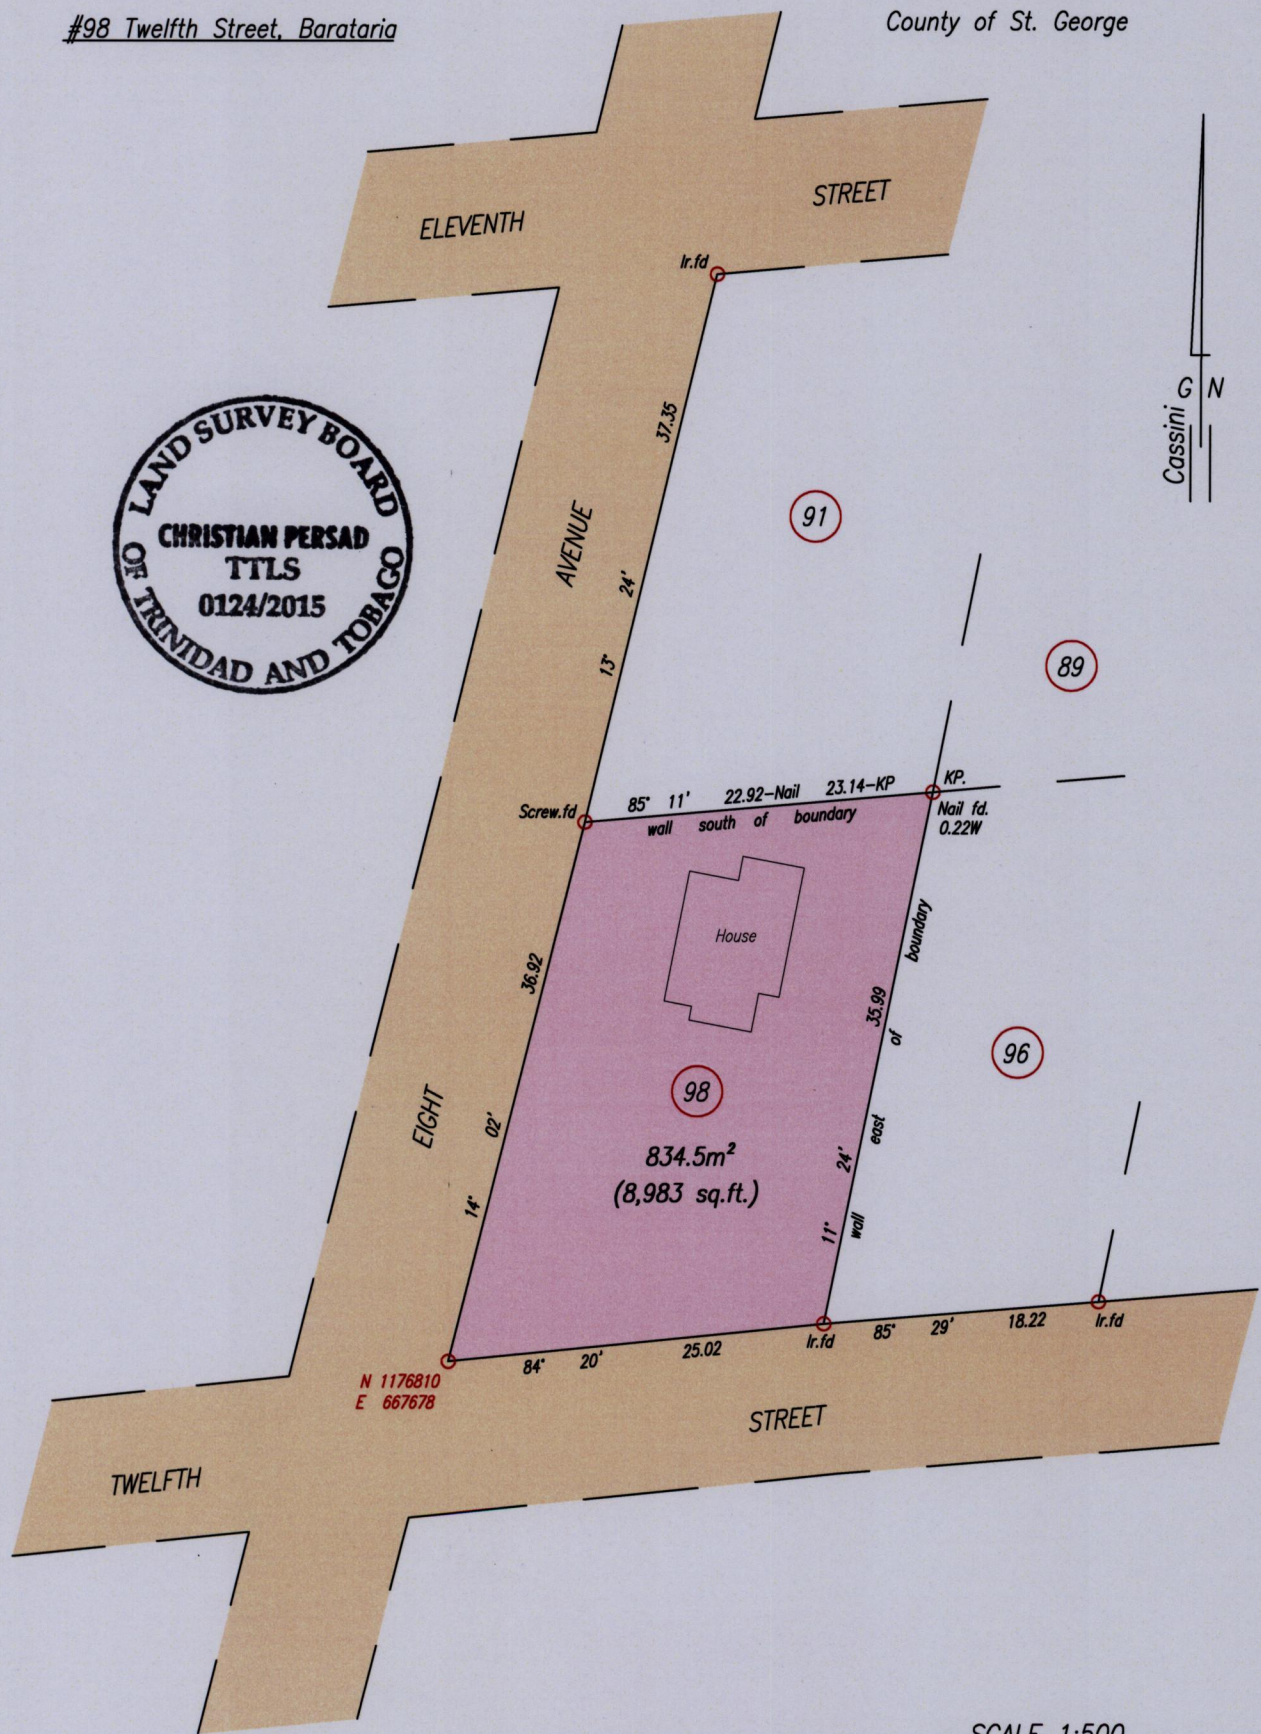 #98 Twelfth Street, Barataria
County of St. George
ELEVENTH STREET
Ir.fd
G N
Cassini
LAND SURVEY BOARD
CHRISTIAN PERSAD
TTLS
0124/2015
OF TRINIDAD AND TOBAGO
37.35
24'
13°
AVENUE
91
89
Screw.fd
85° 11' 22.92-Nail 23.14-KP
wall south of boundary
KP.
Nail fd.
0.22W
House
36.92
02'
14°
EIGHT
boundary
35.99
of
east
24'
11°
wall
96
98
834.5m²
(8,983 sq.ft.)
84° 20' 25.02
Ir.fd
85° 29' 18.22
Ir.fd
N 1176810
E 667678
TWELFTH STREET
SCALE 1:500